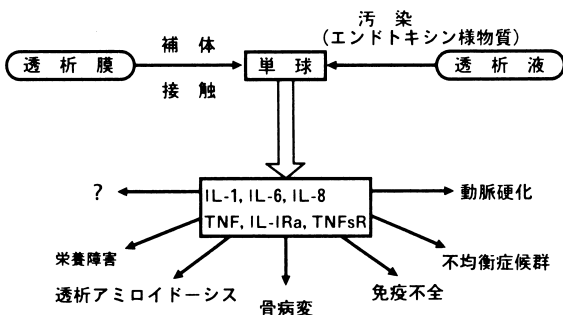 汚染
補体
(エンドトキシン様物質)
透析膜
単球
透析液
接触
?
IL-1, IL-6, IL-8
動脈硬化
TNF, IL-IRa, TNFsR
栄養障害
不均衡症候群
透析アミロイドーシス
免疫不全
骨病変